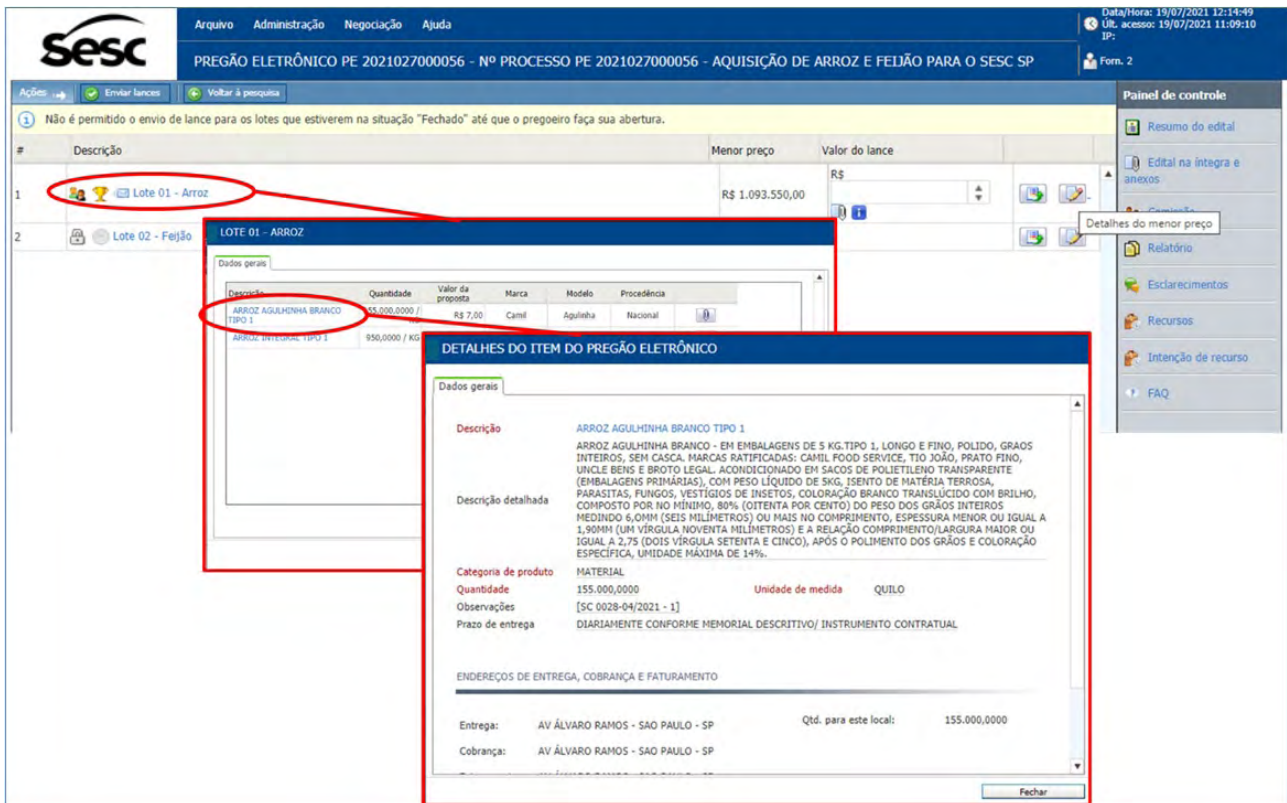 Sesc
Arquivo Administração Negociação Ajuda
Data/Hora: 19/07/2021 12:14:49
Últ. acesso: 19/07/2021 11:09:10
IP:
PREGÃO ELETRÔNICO PE 2021027000056 - Nº PROCESSO PE 2021027000056 - AQUISIÇÃO DE ARROZ E FEIJÃO PARA O SESC SP
Forn. 2
Ações Enviar lances Voltar à pesquisa
Não é permitido o envio de lance para os lotes que estiverem na situação "Fechado" até que o pregoeiro faça sua abertura.
# Descrição Menor preço Valor do lance
1 Lote 01 - Arroz R$ 1.093.550,00 R$
2 Lote 02 - Feijão
Detalhes do menor preço
Painel de controle
Resumo do edital
Edital na íntegra e
anexos
Relatório
Esclarecimentos
Recursos
Intenção de recurso
FAQ
LOTE 01 - ARROZ
Dados gerais
Descrição Quantidade Valor da
proposta Marca Modelo Procedência
ARROZ AGULHINHA BRANCO
TIPO 1 55.000,0000 / R$ 7,00 Camil Agulinha Nacional
ARROZ INTEGRAL TIPO 1 950,0000 / KG
DETALHES DO ITEM DO PREGÃO ELETRÔNICO
Dados gerais
Descrição ARROZ AGULHINHA BRANCO TIPO 1
Descrição detalhada
ARROZ AGULHINHA BRANCO - EM EMBALAGENS DE 5 KG.TIPO 1, LONGO E FINO, POLIDO, GRAOS
INTEIROS, SEM CASCA. MARCAS RATIFICADAS: CAMIL FOOD SERVICE, TIO JOÃO, PRATO FINO,
UNCLE BENS E BROTO LEGAL. ACONDICIONADO EM SACOS DE POLIETILENO TRANSPARENTE
(EMBALAGENS PRIMÁRIAS), COM PESO LÍQUIDO DE 5KG, ISENTO DE MATÉRIA TERROSA,
PARASITAS, FUNGOS, VESTÍGIOS DE INSETOS, COLORAÇÃO BRANCO TRANSLÚCIDO COM BRILHO,
COMPOSTO POR NO MÍNIMO, 80% (OITENTA POR CENTO) DO PESO DOS GRÃOS INTEIROS
MEDINDO 6,0MM (SEIS MILÍMETROS) OU MAIS NO COMPRIMENTO, ESPESSURA MENOR OU IGUAL A
1,90MM (UM VÍRGULA NOVENTA MILÍMETROS) E A RELAÇÃO COMPRIMENTO/LARGURA MAIOR OU
IGUAL A 2,75 (DOIS VÍRGULA SETENTA E CINCO), APÓS O POLIMENTO DOS GRÃOS E COLORAÇÃO
ESPECÍFICA, UMIDADE MÁXIMA DE 14%.
Categoria de produto MATERIAL
Quantidade 155.000,0000 Unidade de medida QUILO
Observações [SC 0028-04/2021 - 1]
Prazo de entrega DIARIAMENTE CONFORME MEMORIAL DESCRITIVO/ INSTRUMENTO CONTRATUAL
ENDEREÇOS DE ENTREGA, COBRANÇA E FATURAMENTO
Entrega: AV ÁLVARO RAMOS - SAO PAULO - SP Qtd. para este local: 155.000,0000
Cobrança: AV ÁLVARO RAMOS - SAO PAULO - SP
Fechar